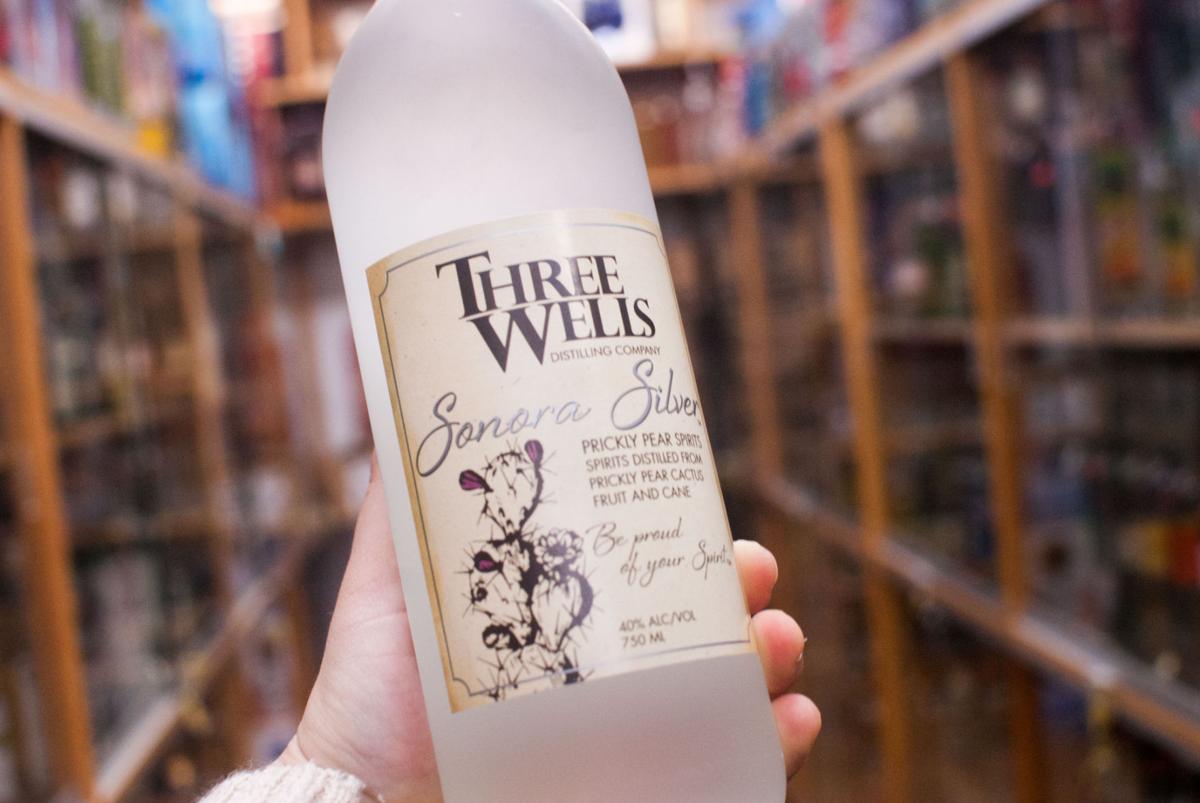 THREE
WELLS
DISTILLING COMPANY
Sonora Silver
PRICKLY PEAR SPIRITS
SPIRITS DISTILLED FROM
PRICKLY PEAR CACTUS
FRUIT AND CANE
Be proud
of your Spirit
40% ALC/VOL
750 ML